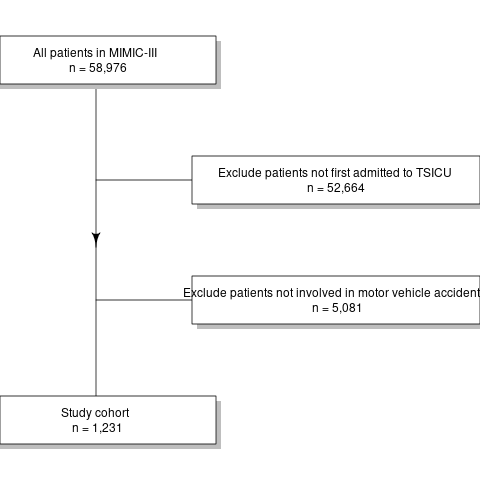 All patients in MIMIC-III
n = 58,976
Exclude patients not first admitted to TSICU
n = 52,664
Exclude patients not involved in motor vehicle accident
n = 5,081
Study cohort
n = 1,231